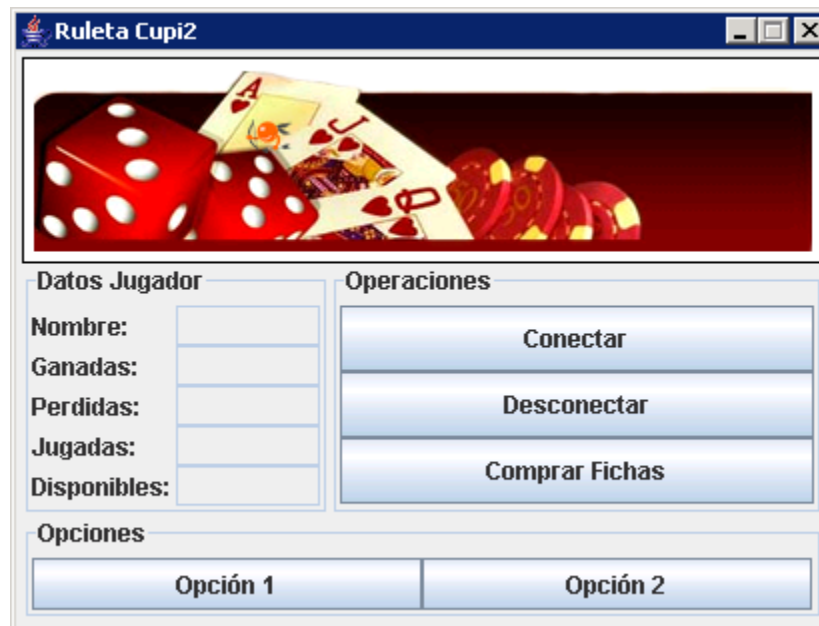 Ruleta Cupi2
A
J
Q
Datos Jugador
Nombre:
Ganadas:
Perdidas:
Jugadas:
Disponibles:
Operaciones
Conectar
Desconectar
Comprar Fichas
Opciones
Opción 1
Opción 2